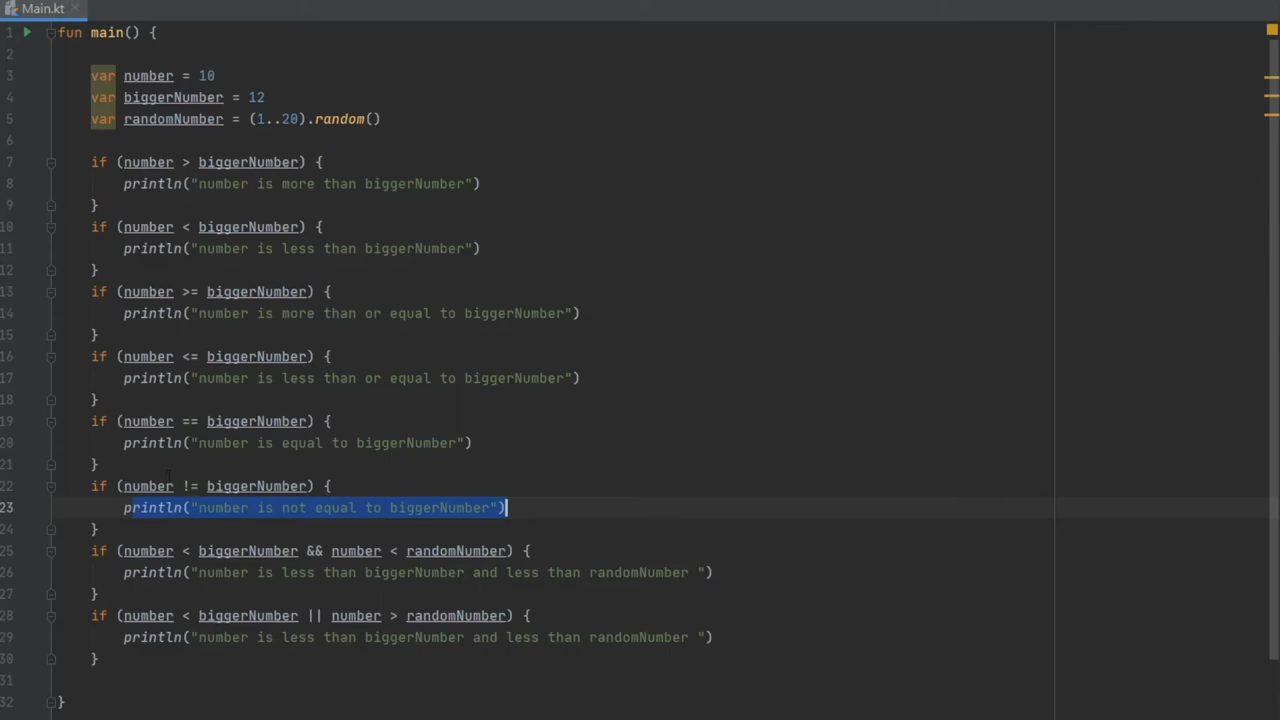 Main.kt
1 fun main() {
2
3 var number = 10
4 var biggerNumber = 12
5 var randomNumber = (1..20).random()
6
7 if (number > biggerNumber) {
8 println("number is more than biggerNumber")
9 }
10 if (number < biggerNumber) {
11 println("number is less than biggerNumber")
12 }
13 if (number >= biggerNumber) {
14 println("number is more than or equal to biggerNumber")
15 }
16 if (number <= biggerNumber) {
17 println("number is less than or equal to biggerNumber")
18 }
19 if (number == biggerNumber) {
20 println("number is equal to biggerNumber")
21 }
22 if (number != biggerNumber) {
23 println("number is not equal to biggerNumber")
24 }
25 if (number < biggerNumber && number < randomNumber) {
26 println("number is less than biggerNumber and less than randomNumber ")
27 }
28 if (number < biggerNumber || number > randomNumber) {
29 println("number is less than biggerNumber and less than randomNumber ")
30 }
31
32 }